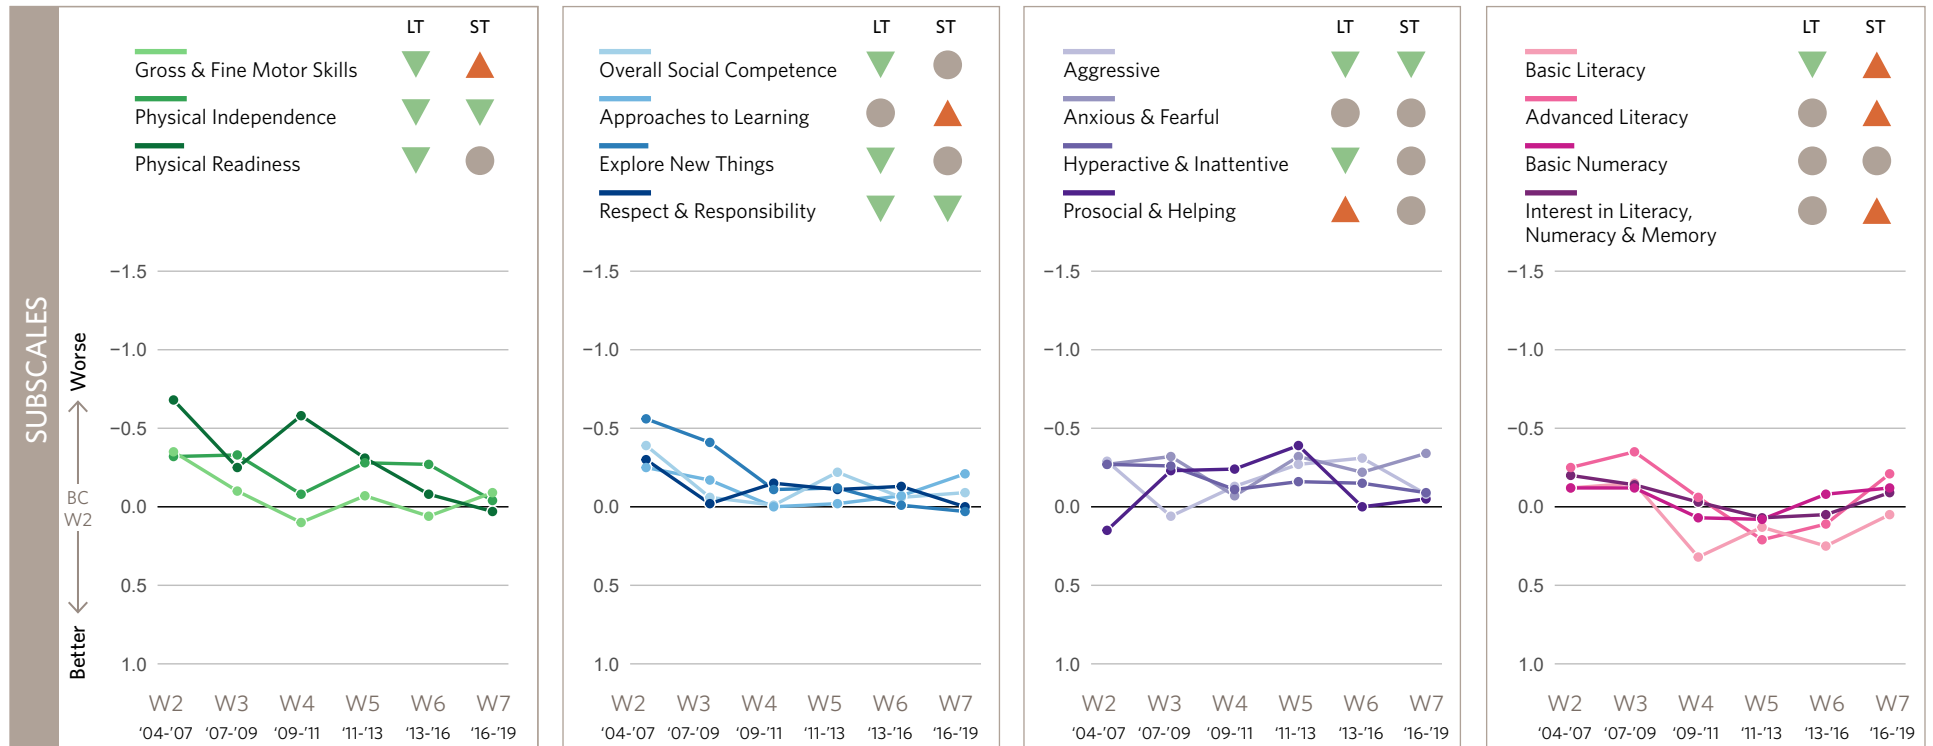 SUBSCALES
Worse
BC
W2
Better
LT ST
Gross & Fine Motor Skills
Physical Independence
Physical Readiness
−1.5
−1.0
−0.5
0.0
0.5
1.0
W2 W3 W4 W5 W6 W7
‘04-’07 ‘07-’09 ‘09-’11 ‘11-’13 ‘13-’16 ‘16-’19
LT ST
Overall Social Competence
Approaches to Learning
Explore New Things
Respect & Responsibility
−1.5
−1.0
−0.5
0.0
0.5
1.0
W2 W3 W4 W5 W6 W7
‘04-’07 ‘07-’09 ‘09-’11 ‘11-’13 ‘13-’16 ‘16-’19
LT ST
Aggressive
Anxious & Fearful
Hyperactive & Inattentive
Prosocial & Helping
−1.5
−1.0
−0.5
0.0
0.5
1.0
W2 W3 W4 W5 W6 W7
‘04-’07 ‘07-’09 ‘09-’11 ‘11-’13 ‘13-’16 ‘16-’19
LT ST
Basic Literacy
Advanced Literacy
Basic Numeracy
Interest in Literacy,
Numeracy & Memory
−1.5
−1.0
−0.5
0.0
0.5
1.0
W2 W3 W4 W5 W6 W7
‘04-’07 ‘07-’09 ‘09-’11 ‘11-’13 ‘13-’16 ‘16-’19